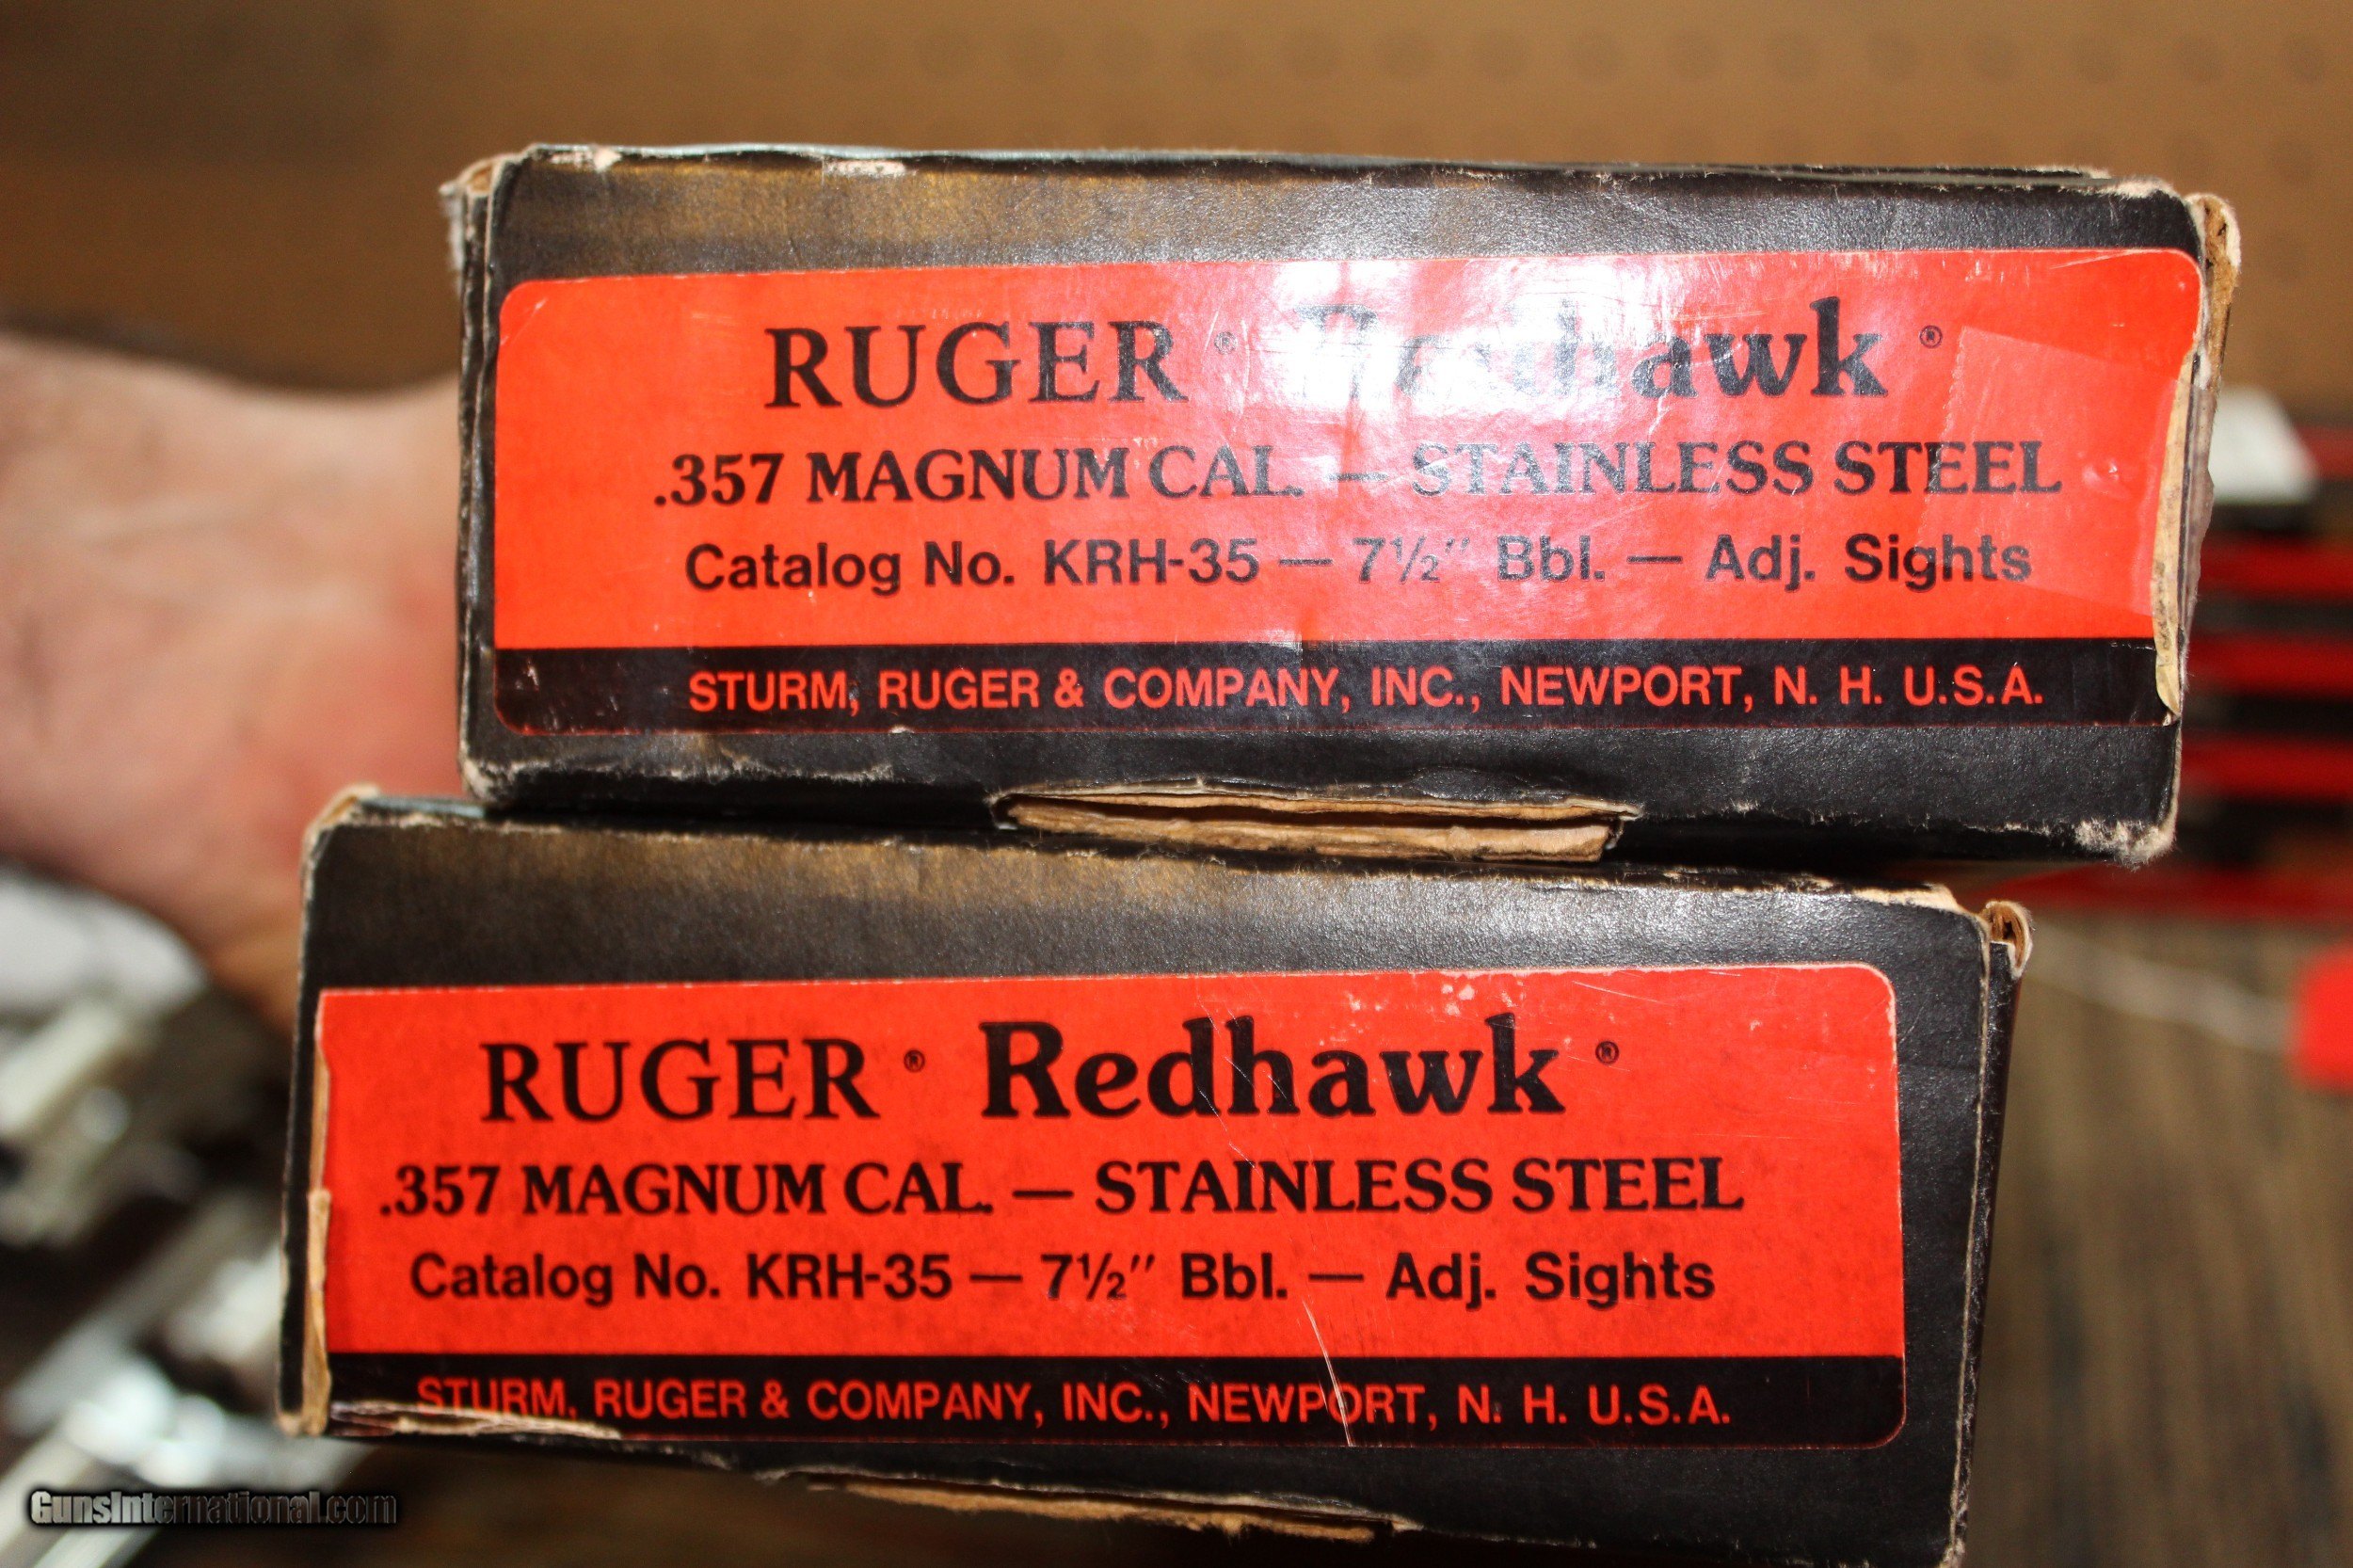 RUGER® Redhawk®
.357 MAGNUM CAL. — STAINLESS STEEL
Catalog No. KRH-35 — 7½" Bbl. — Adj. Sights
STURM, RUGER & COMPANY, INC., NEWPORT, N. H. U.S.A.
RUGER® Redhawk®
.357 MAGNUM CAL. — STAINLESS STEEL
Catalog No. KRH-35 — 7½" Bbl. — Adj. Sights
STURM, RUGER & COMPANY, INC., NEWPORT, N. H. U.S.A.
GunsInternational.com